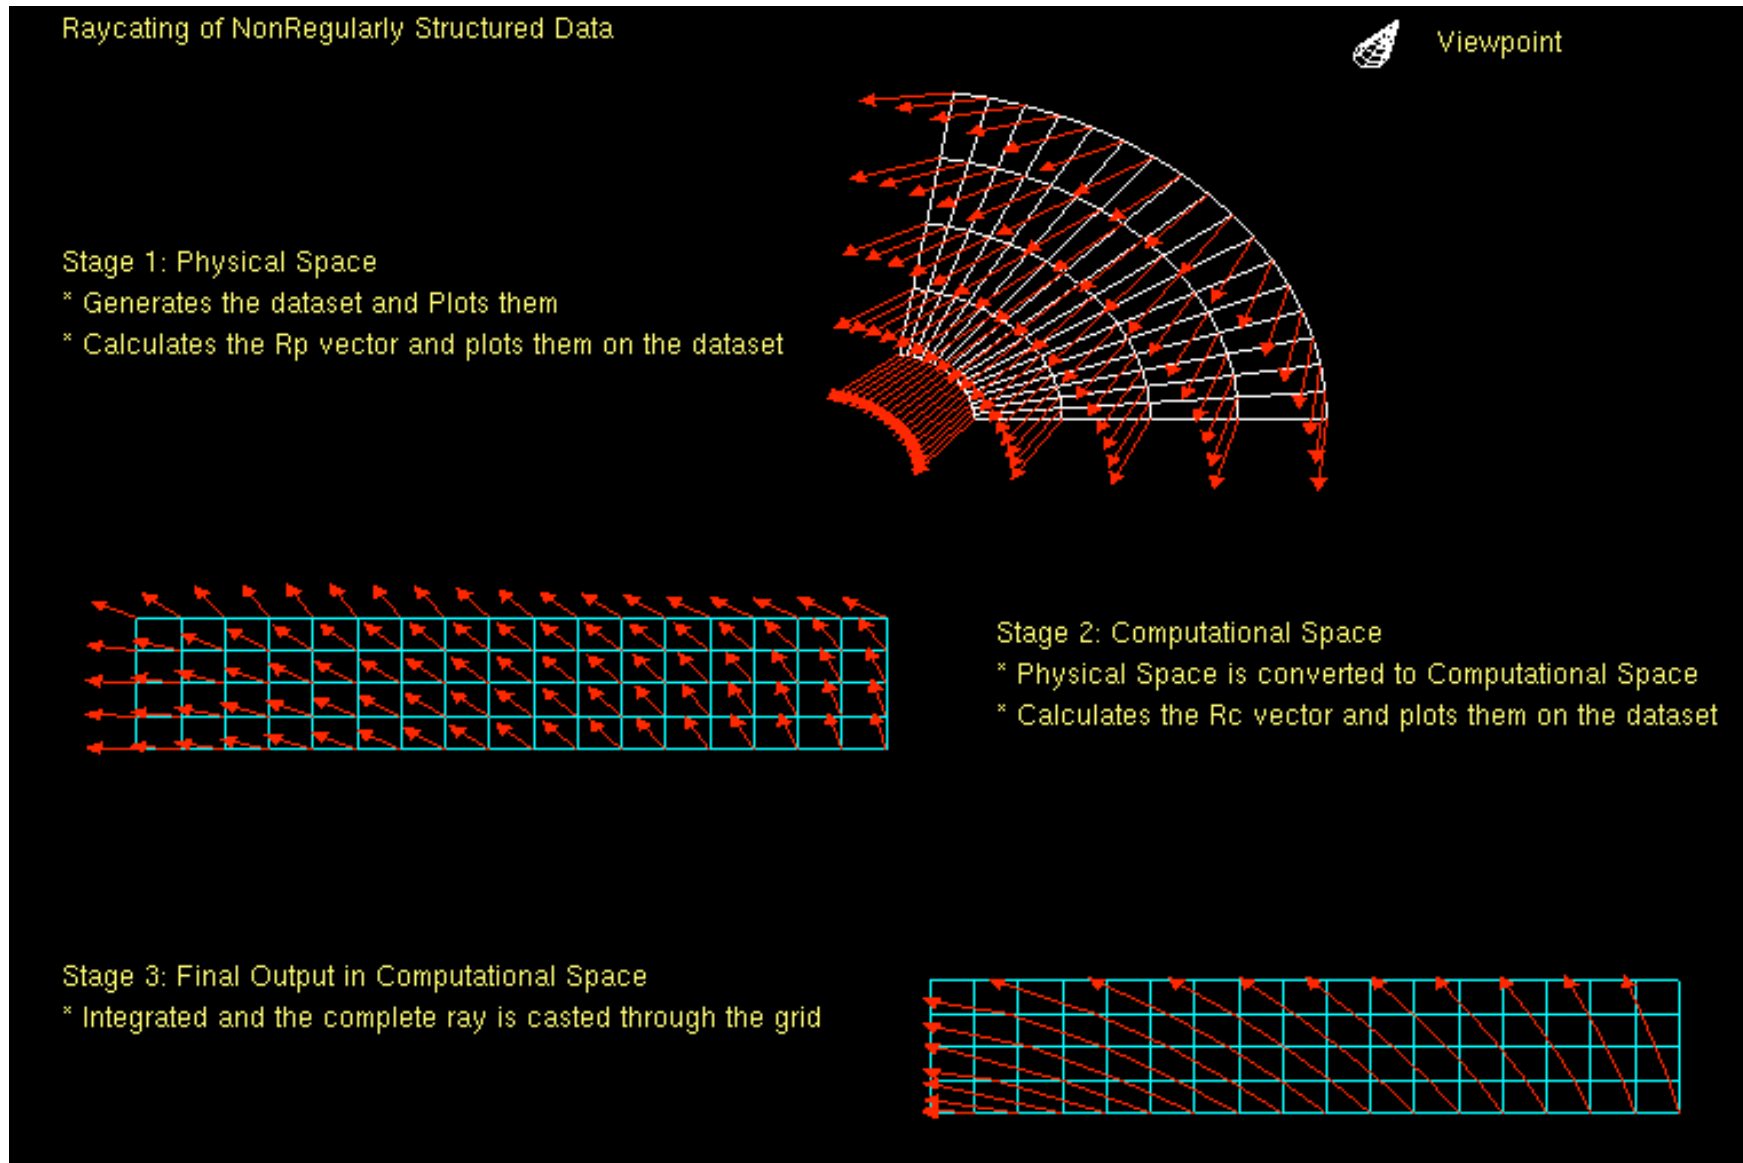 Raycating of NonRegularly Structured Data
Viewpoint
Stage 1: Physical Space
* Generates the dataset and Plots them
* Calculates the Rp vector and plots them on the dataset
Stage 2: Computational Space
* Physical Space is converted to Computational Space
* Calculates the Rc vector and plots them on the dataset
Stage 3: Final Output in Computational Space
* Integrated and the complete ray is casted through the grid